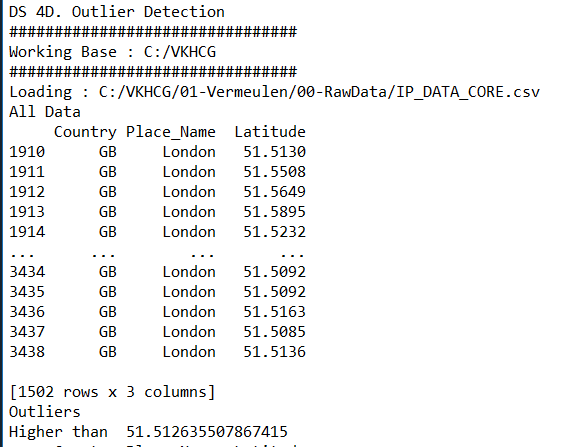 DS 4D. Outlier Detection
################################
Working Base : C:/VKHCG
################################
Loading : C:/VKHCG/01-Vermeulen/00-RawData/IP_DATA_CORE.csv
All Data
Country Place_Name Latitude
1910 GB London 51.5130
1911 GB London 51.5508
1912 GB London 51.5649
1913 GB London 51.5895
1914 GB London 51.5232
... ... ... ...
3434 GB London 51.5092
3435 GB London 51.5092
3436 GB London 51.5163
3437 GB London 51.5085
3438 GB London 51.5136
[1502 rows x 3 columns]
Outliers
Higher than 51.512635507867415